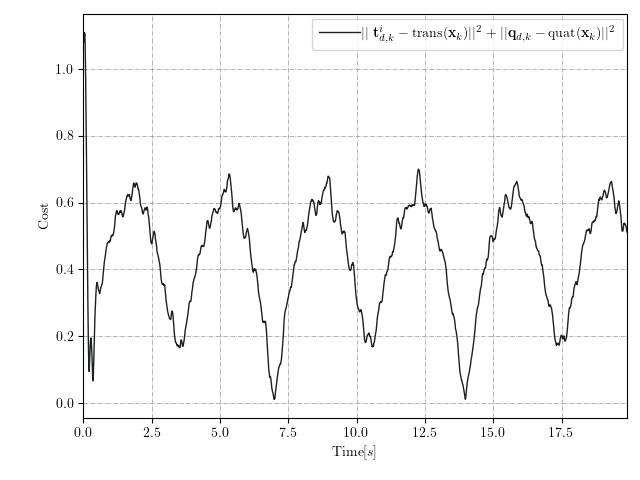 || t^i_{d,k} − trans(x_k)||^2 + ||q_{d,k} − quat(x_k)||^2
1.0
0.8
0.6
0.4
0.2
0.0
Cost
0.0 2.5 5.0 7.5 10.0 12.5 15.0 17.5
Time[s]